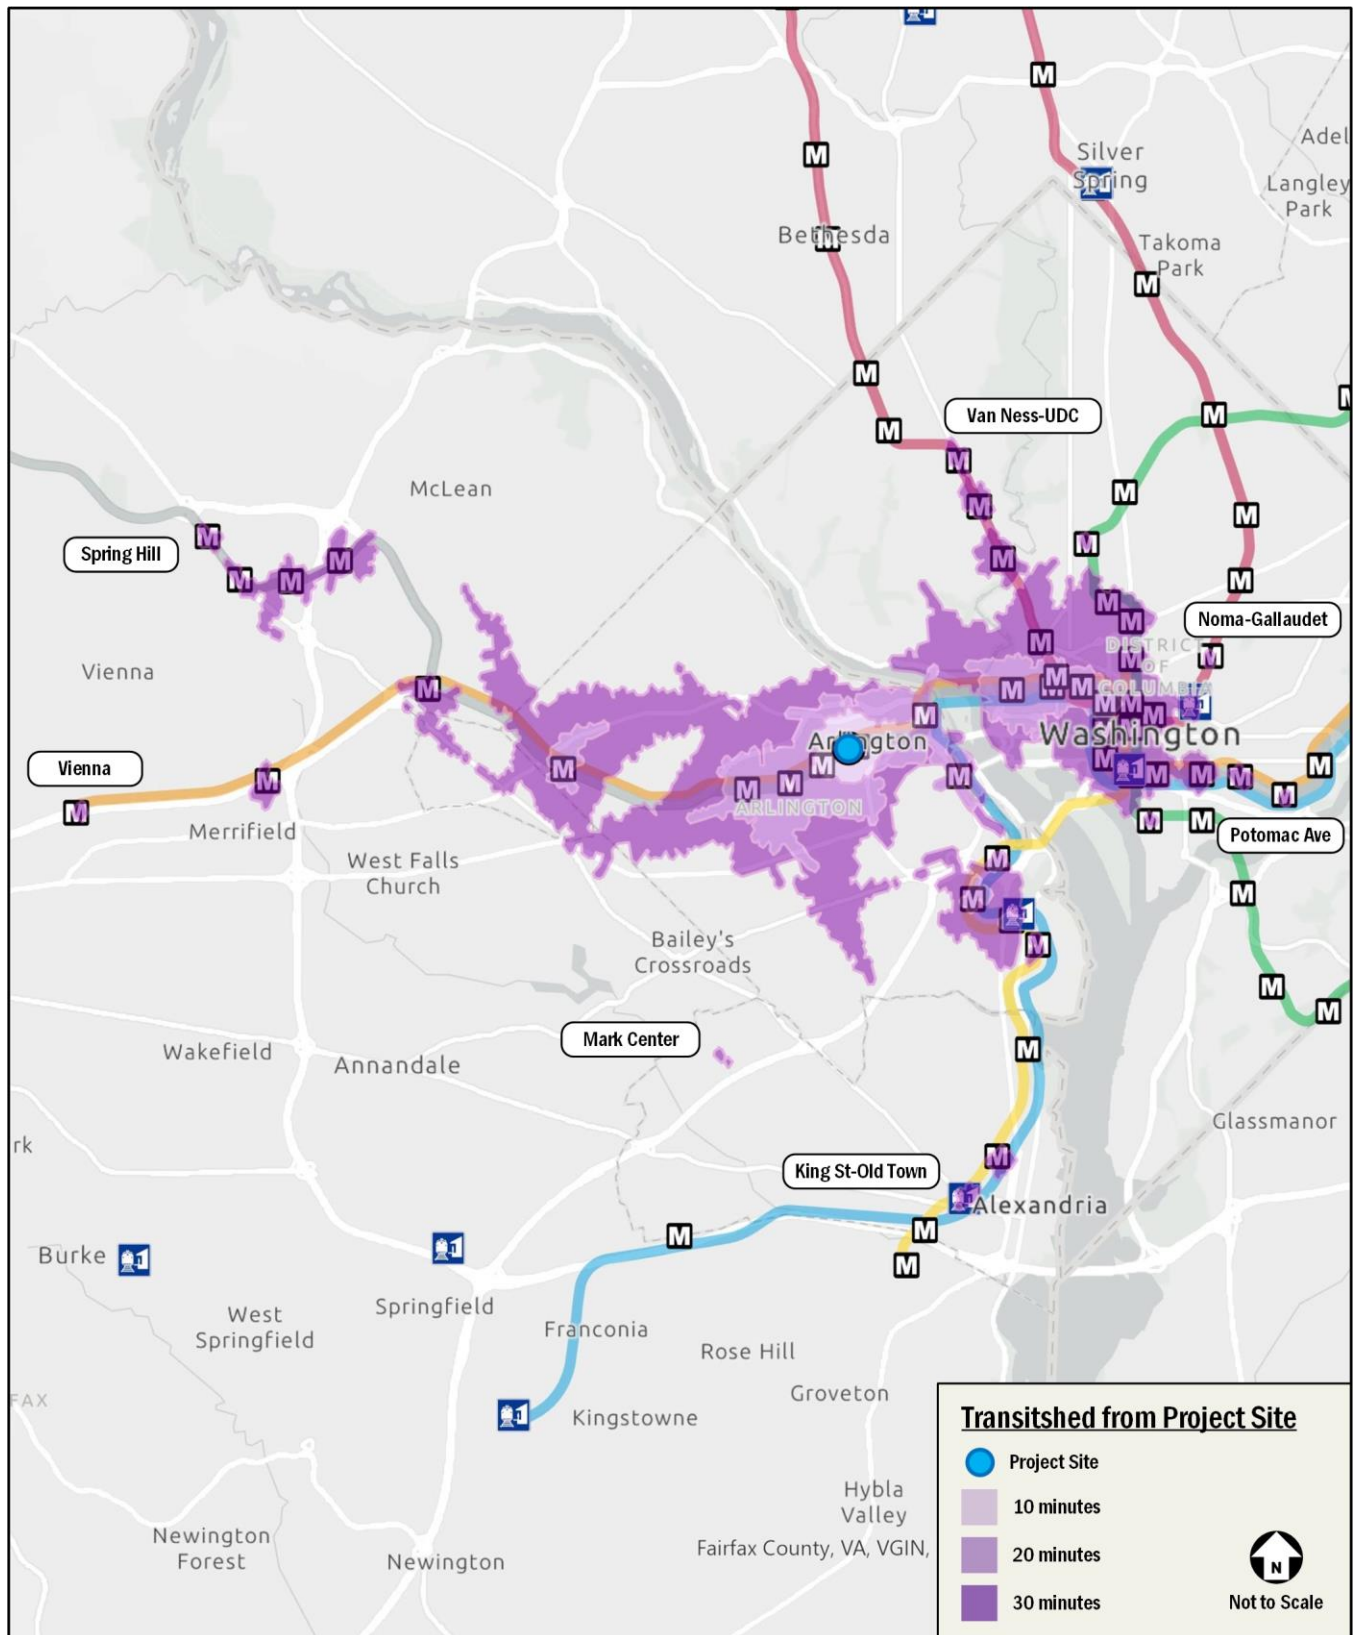 Silver
Spring
Adel
Langley
Park
Bethesda
Takoma
Park
Van Ness-UDC
McLean
Spring Hill
Noma-Gallaudet
DISTRICT
OF
COLUMBIA
Vienna
Washington
Arlington
Vienna
ARLINGTON
Merrifield
Potomac Ave
West Falls
Church
Bailey's
Crossroads
Mark Center
Wakefield
Annandale
Glassmanor
rk
King St-Old Town
Alexandria
Burke
Springfield
West
Springfield
Franconia
Rose Hill
FAX
Groveton
Kingstowne
Hybla
Valley
Newington
Forest
Newington
Fairfax County, VA, VGIN,
Transitshed from Project Site
Project Site
10 minutes
20 minutes
30 minutes
N
Not to Scale